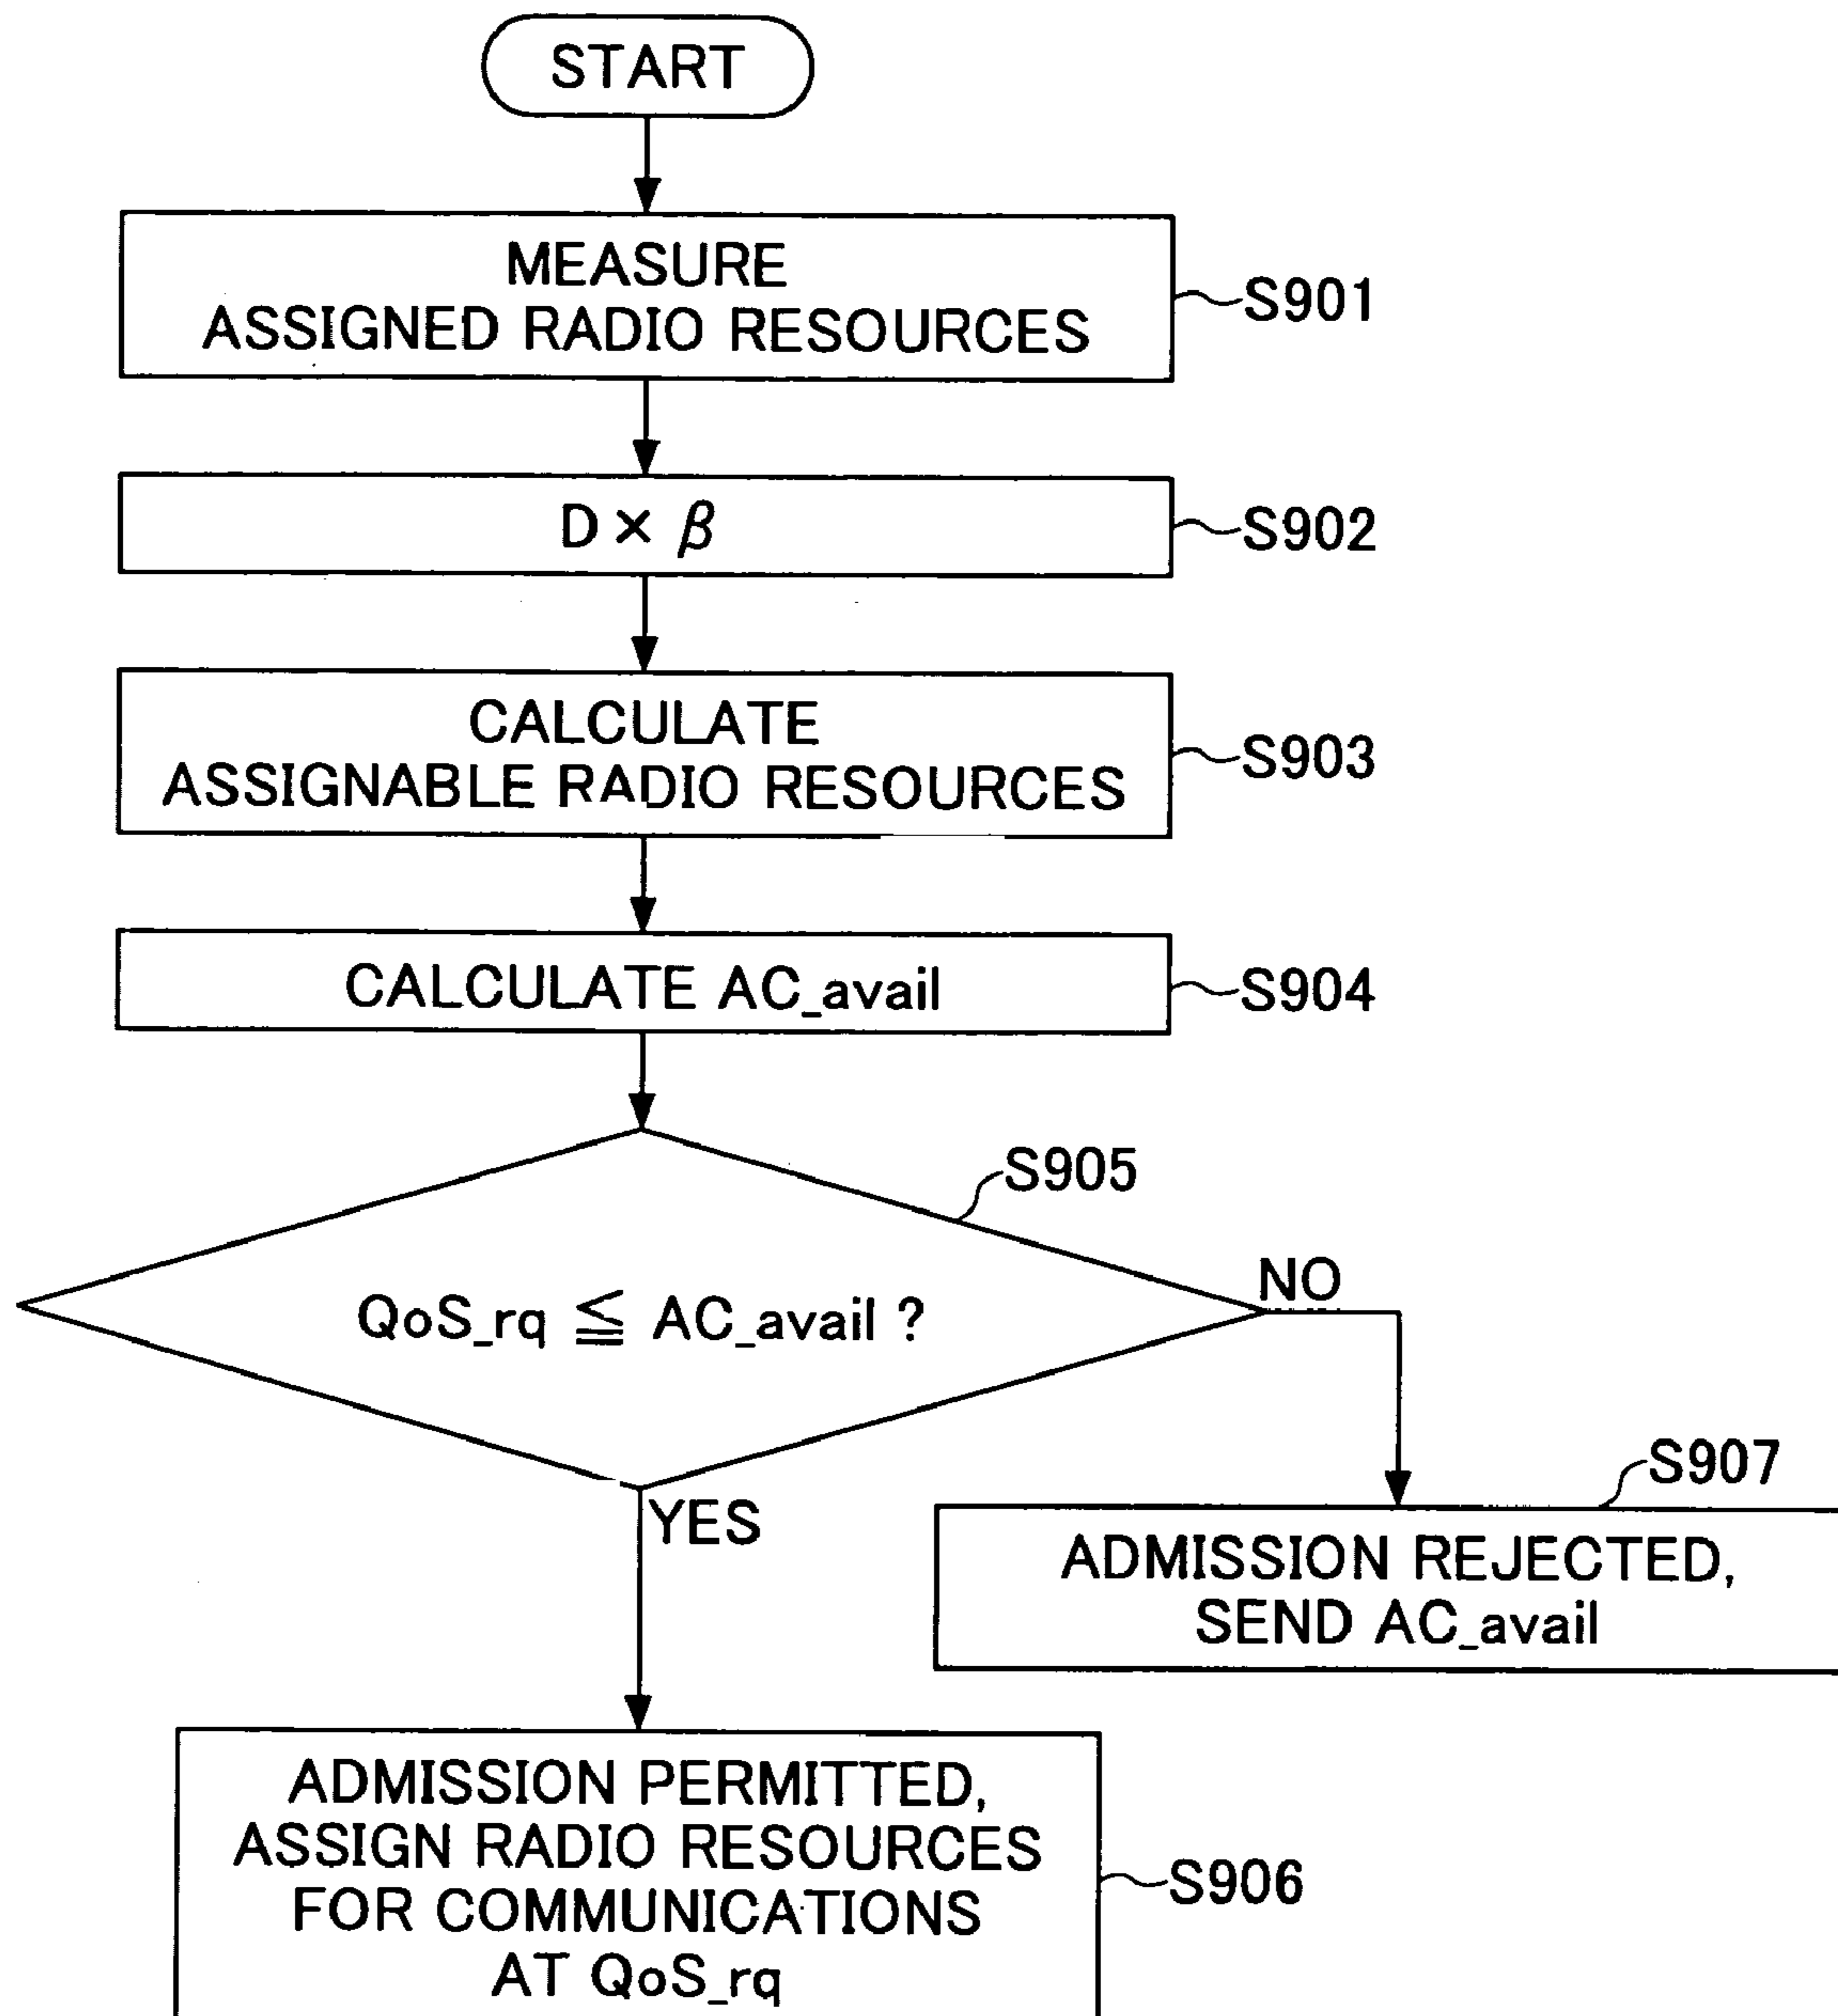 START
MEASURE
ASSIGNED RADIO RESOURCES
S901
D × β
S902
CALCULATE
ASSIGNABLE RADIO RESOURCES
S903
CALCULATE AC_avail
S904
S905
QoS_rq ≦ AC_avail ?
NO
YES
S907
ADMISSION REJECTED,
SEND AC_avail
ADMISSION PERMITTED,
ASSIGN RADIO RESOURCES
FOR COMMUNICATIONS
AT QoS_rq
S906